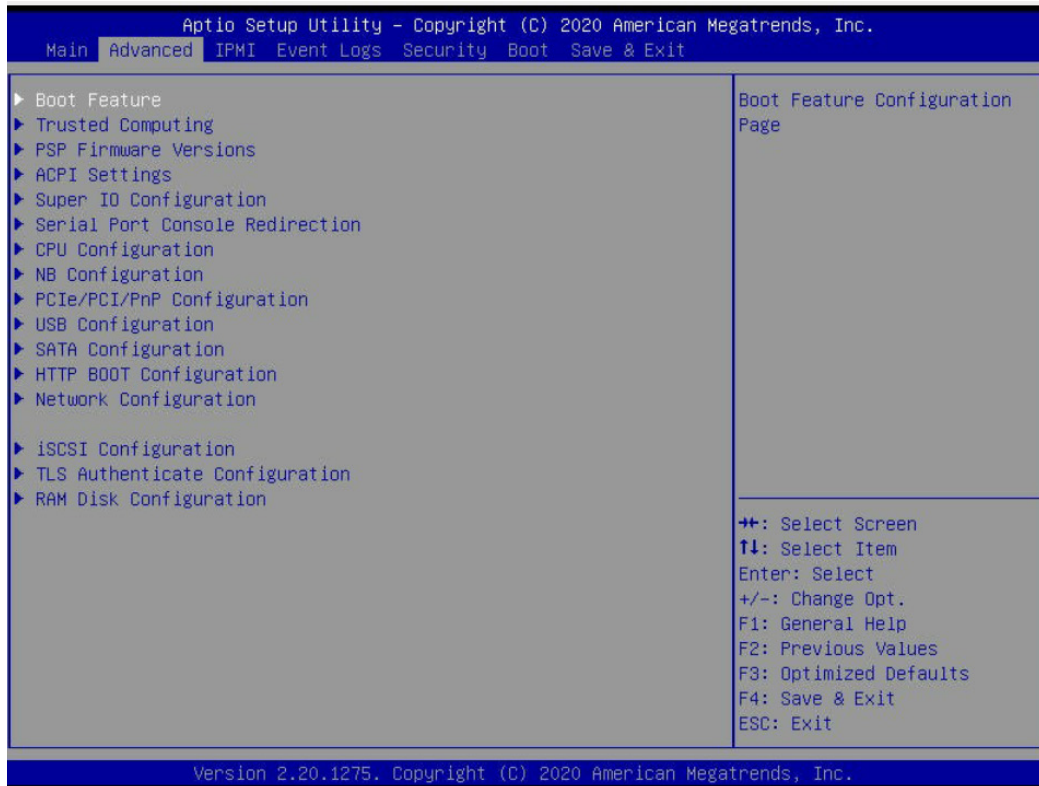 Aptio Setup Utility – Copyright (C) 2020 American Megatrends, Inc.
Main Advanced IPMI Event Logs Security Boot Save & Exit
Boot Feature
Trusted Computing
PSP Firmware Versions
ACPI Settings
Super IO Configuration
Serial Port Console Redirection
CPU Configuration
NB Configuration
PCIe/PCI/PnP Configuration
USB Configuration
SATA Configuration
HTTP BOOT Configuration
Network Configuration
iSCSI Configuration
TLS Authenticate Configuration
RAM Disk Configuration
Boot Feature Configuration
Page
→←: Select Screen
↑↓: Select Item
Enter: Select
+/-: Change Opt.
F1: General Help
F2: Previous Values
F3: Optimized Defaults
F4: Save & Exit
ESC: Exit
Version 2.20.1275. Copyright (C) 2020 American Megatrends, Inc.